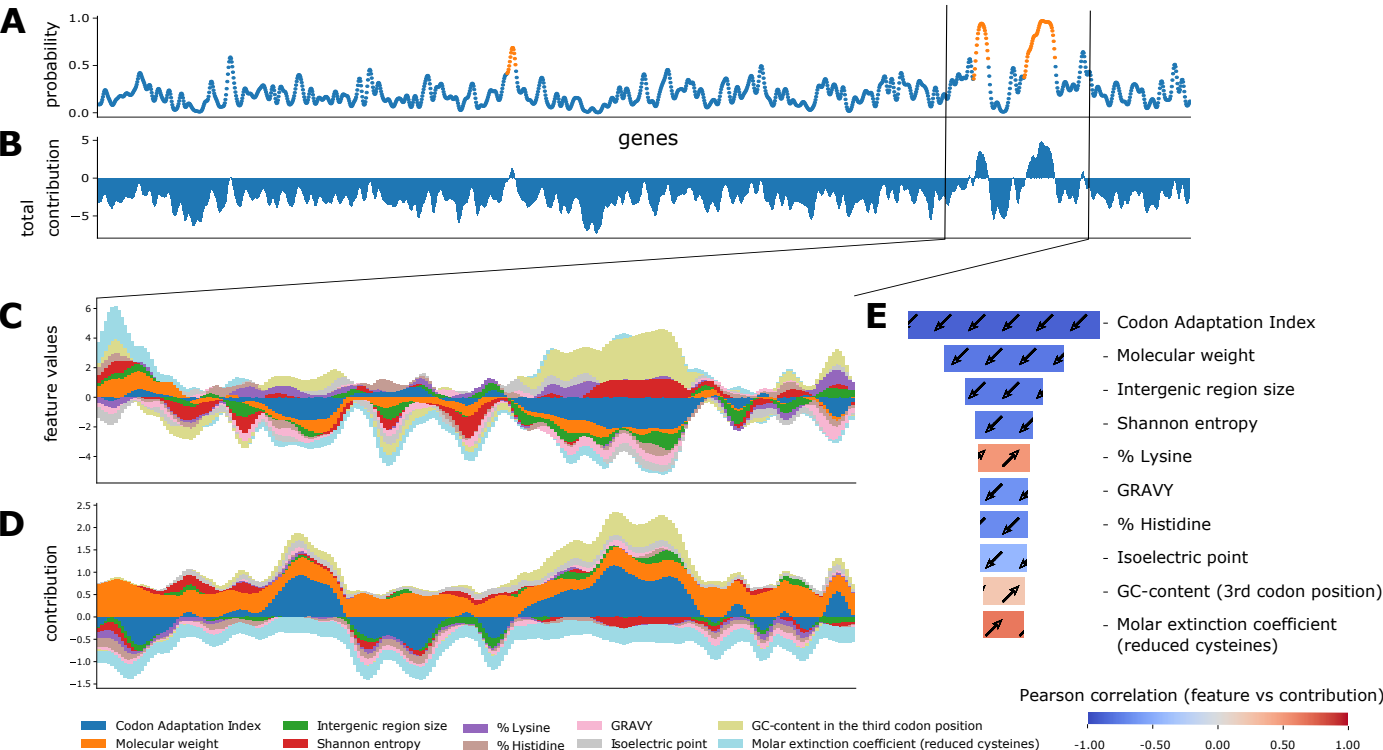 A
probability
1.0
0.5
0.0
genes
B
total
contribution
5
0
−5
C
feature values
6
4
2
0
−2
−4
D
contribution
2.5
2.0
1.5
1.0
0.5
0.0
−0.5
−1.0
−1.5
E
- Codon Adaptation Index
- Molecular weight
- Intergenic region size
- Shannon entropy
- % Lysine
- GRAVY
- % Histidine
- Isoelectric point
- GC-content (3rd codon position)
- Molar extinction coefficient
(reduced cysteines)
Pearson correlation (feature vs contribution)
-1.00 -0.50 0.00 0.50 1.00
Codon Adaptation Index
Molecular weight
Intergenic region size
Shannon entropy
% Lysine
% Histidine
GRAVY
Isoelectric point
GC-content in the third codon position
Molar extinction coefficient (reduced cysteines)